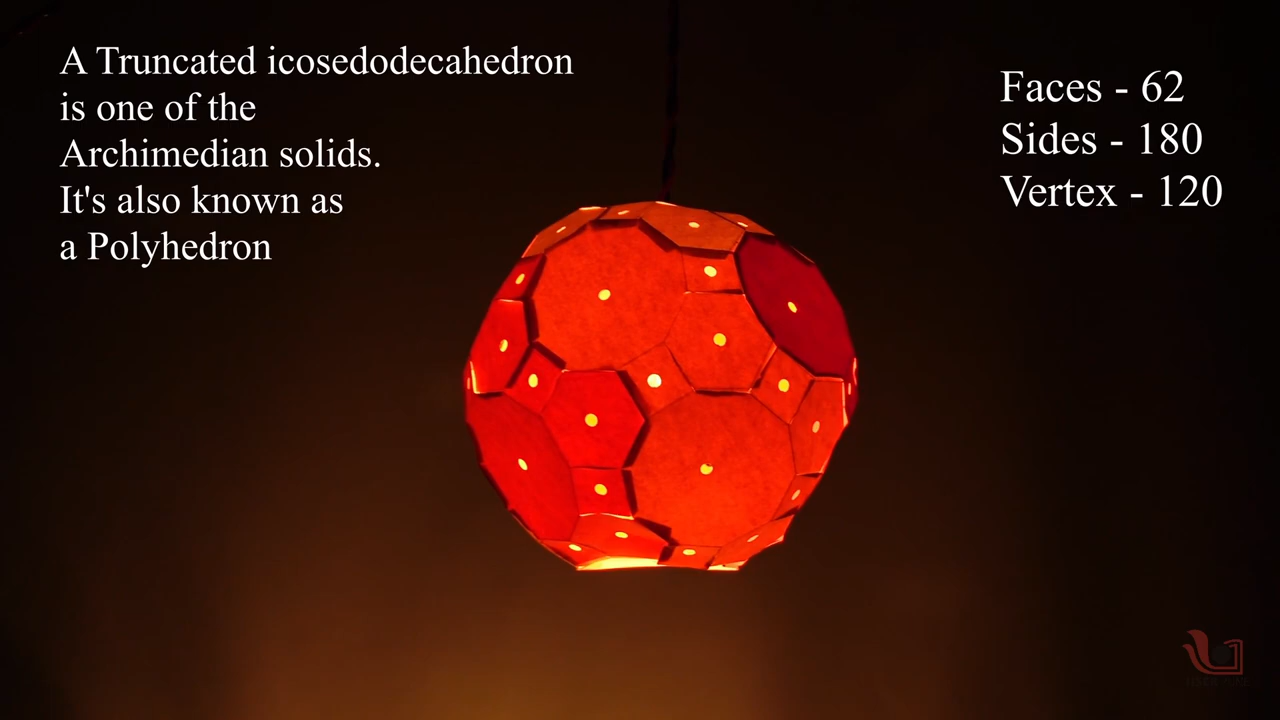 A Truncated icosedodecahedron
is one of the
Archimedian solids.
It's also known as
a Polyhedron
Faces - 62
Sides - 180
Vertex - 120